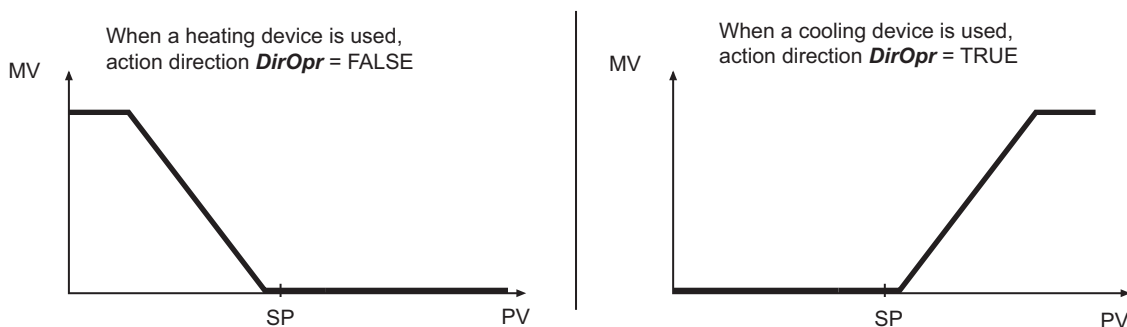 When a heating device is used,
action direction DirOpr = FALSE
MV
SP
PV
When a cooling device is used,
action direction DirOpr = TRUE
MV
SP
PV